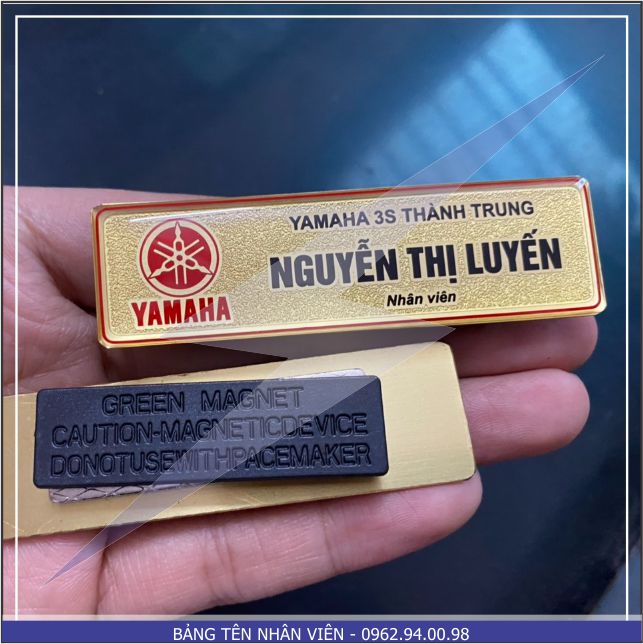 YAMAHA 3S THÀNH TRUNG
NGUYỄN THỊ LUYẾN
Nhân viên
YAMAHA
GREEN MAGNET
CAUTION-MAGNETICDEVICE
DONOTUSEWITHPACEMAKER
BẢNG TÊN NHÂN VIÊN - 0962.94.00.98